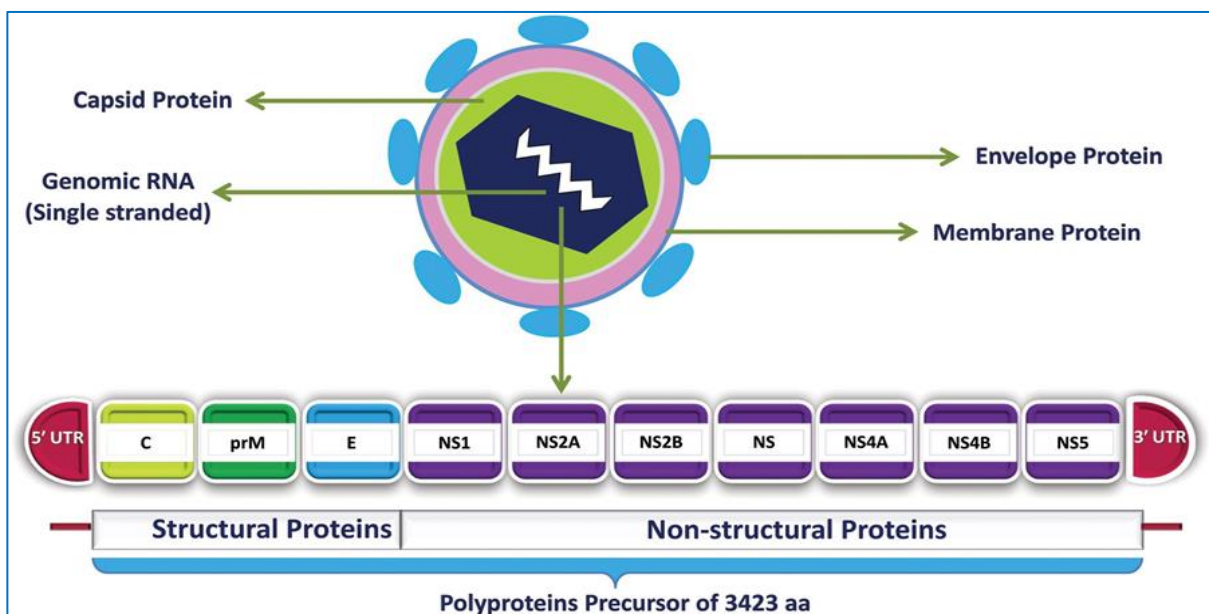 Capsid Protein
Genomic RNA
(Single stranded)
Envelope Protein
Membrane Protein
5' UTR
C
prM
E
NS1
NS2A
NS2B
NS
NS4A
NS4B
NS5
3' UTR
Structural Proteins
Non-structural Proteins
Polyproteins Precursor of 3423 aa